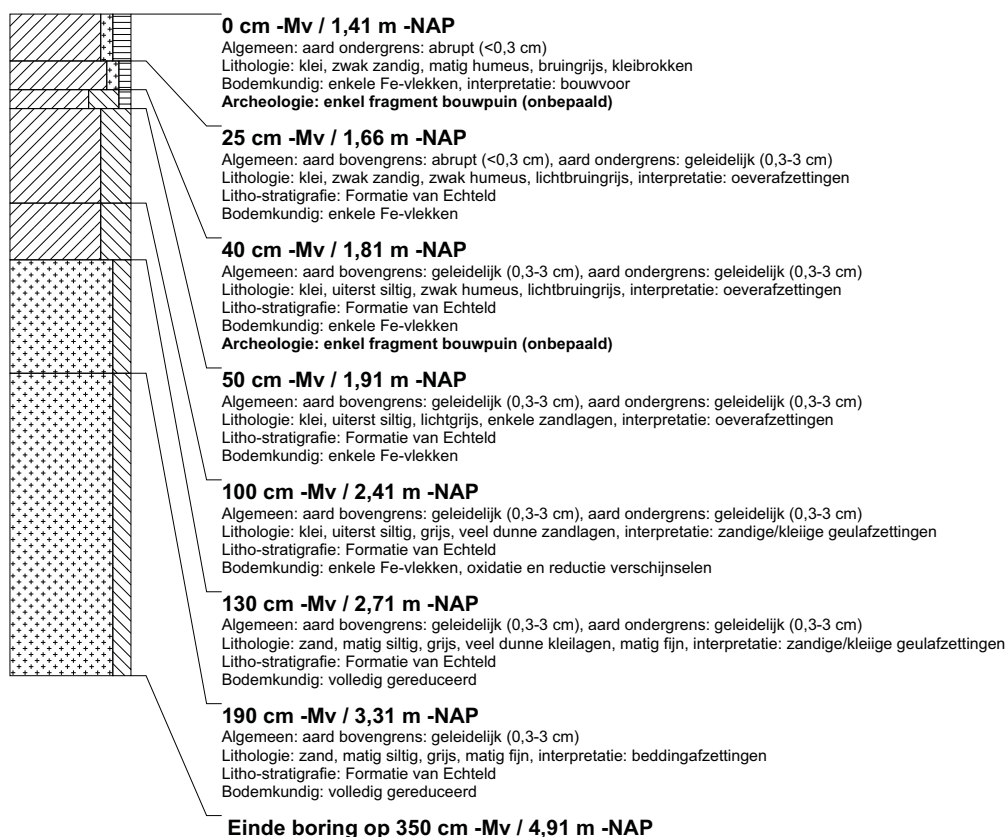 0 cm -Mv / 1,41 m -NAP
Algemeen: aard ondergrens: abrupt (<0,3 cm)
Lithologie: klei, zwak zandig, matig humeus, bruingrijs, kleibrokken
Bodemkundig: enkele Fe-vlekken, interpretatie: bouwvoor
Archeologie: enkel fragment bouwpuin (onbepaald)
25 cm -Mv / 1,66 m -NAP
Algemeen: aard bovengrens: abrupt (<0,3 cm), aard ondergrens: geleidelijk (0,3-3 cm)
Lithologie: klei, zwak zandig, zwak humeus, lichtbruingrijs, interpretatie: oeverafzettingen
Litho-stratigrafie: Formatie van Echteld
Bodemkundig: enkele Fe-vlekken
40 cm -Mv / 1,81 m -NAP
Algemeen: aard bovengrens: geleidelijk (0,3-3 cm), aard ondergrens: geleidelijk (0,3-3 cm)
Lithologie: klei, uiterst siltig, zwak humeus, lichtbruingrijs, interpretatie: oeverafzettingen
Litho-stratigrafie: Formatie van Echteld
Bodemkundig: enkele Fe-vlekken
Archeologie: enkel fragment bouwpuin (onbepaald)
50 cm -Mv / 1,91 m -NAP
Algemeen: aard bovengrens: geleidelijk (0,3-3 cm), aard ondergrens: geleidelijk (0,3-3 cm)
Lithologie: klei, uiterst siltig, lichtgrijs, enkele zandlagen, interpretatie: oeverafzettingen
Litho-stratigrafie: Formatie van Echteld
Bodemkundig: enkele Fe-vlekken
100 cm -Mv / 2,41 m -NAP
Algemeen: aard bovengrens: geleidelijk (0,3-3 cm), aard ondergrens: geleidelijk (0,3-3 cm)
Lithologie: klei, uiterst siltig, grijs, veel dunne zandlagen, interpretatie: zandige/kleiige geulafzettingen
Litho-stratigrafie: Formatie van Echteld
Bodemkundig: enkele Fe-vlekken, oxidatie en reductie verschijnselen
130 cm -Mv / 2,71 m -NAP
Algemeen: aard bovengrens: geleidelijk (0,3-3 cm), aard ondergrens: geleidelijk (0,3-3 cm)
Lithologie: zand, matig siltig, grijs, veel dunne kleilagen, matig fijn, interpretatie: zandige/kleiige geulafzettingen
Litho-stratigrafie: Formatie van Echteld
Bodemkundig: volledig gereduceerd
190 cm -Mv / 3,31 m -NAP
Algemeen: aard bovengrens: geleidelijk (0,3-3 cm)
Lithologie: zand, matig siltig, grijs, matig fijn, interpretatie: beddingafzettingen
Litho-stratigrafie: Formatie van Echteld
Bodemkundig: volledig gereduceerd
Einde boring op 350 cm -Mv / 4,91 m -NAP